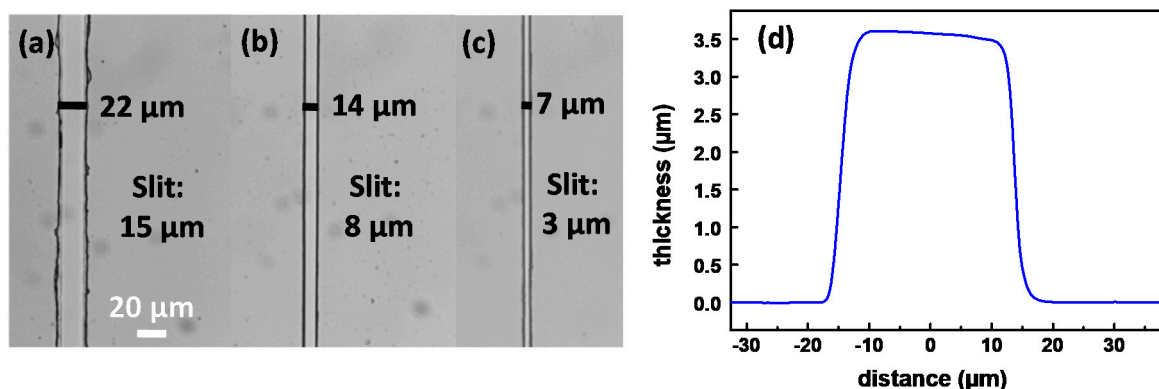 (a)
22 μm
Slit:
15 μm
20 μm
(b)
14 μm
Slit:
8 μm
(c)
7 μm
Slit:
3 μm
(d)
3.5
3.0
2.5
2.0
1.5
1.0
0.5
0.0
thickness (μm)
-30 -20 -10 0 10 20 30
distance (μm)